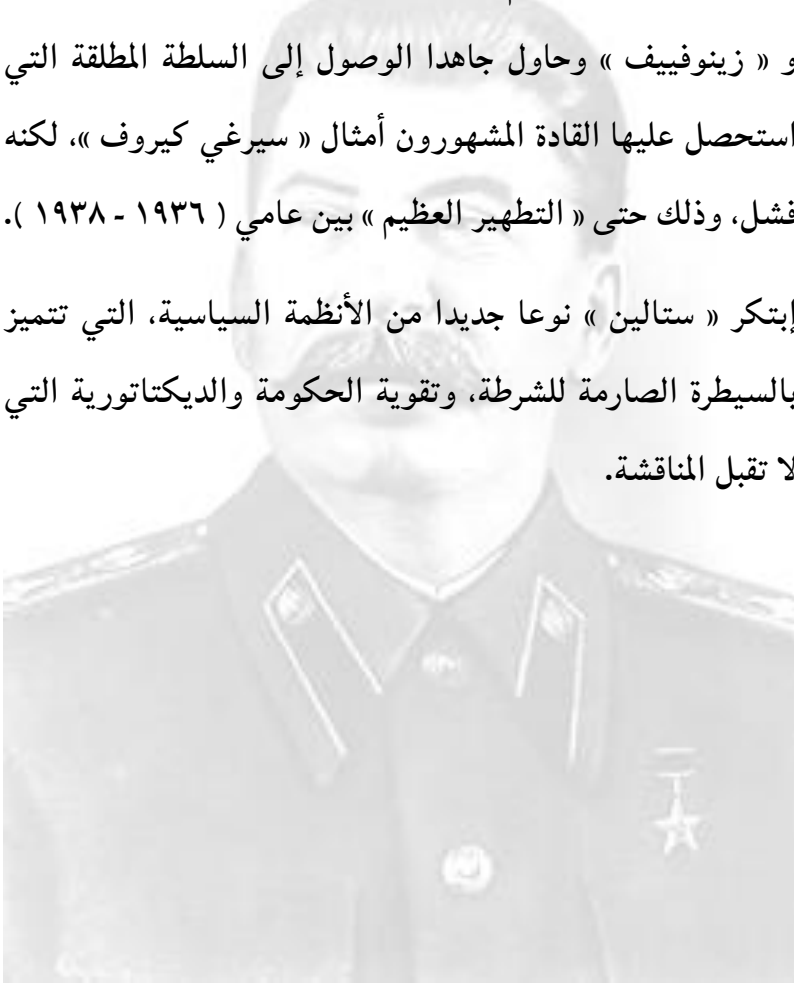 و « زينوفييف » وحاول جاهدا الوصول إلى السلطة المطلقة التي
استحصل عليها القادة المشهورون أمثال « سيرغي كيروف »، لكنه
فشل، وذلك حتى « التطهير العظيم » بين عامي ( ١٩٣٦ - ١٩٣٨ ).
إبتكر « ستالين » نوعا جديدا من الأنظمة السياسية، التي تتميز
بالسيطرة الصارمة للشرطة، وتقوية الحكومة والديكتاتورية التي
لا تقبل المناقشة.